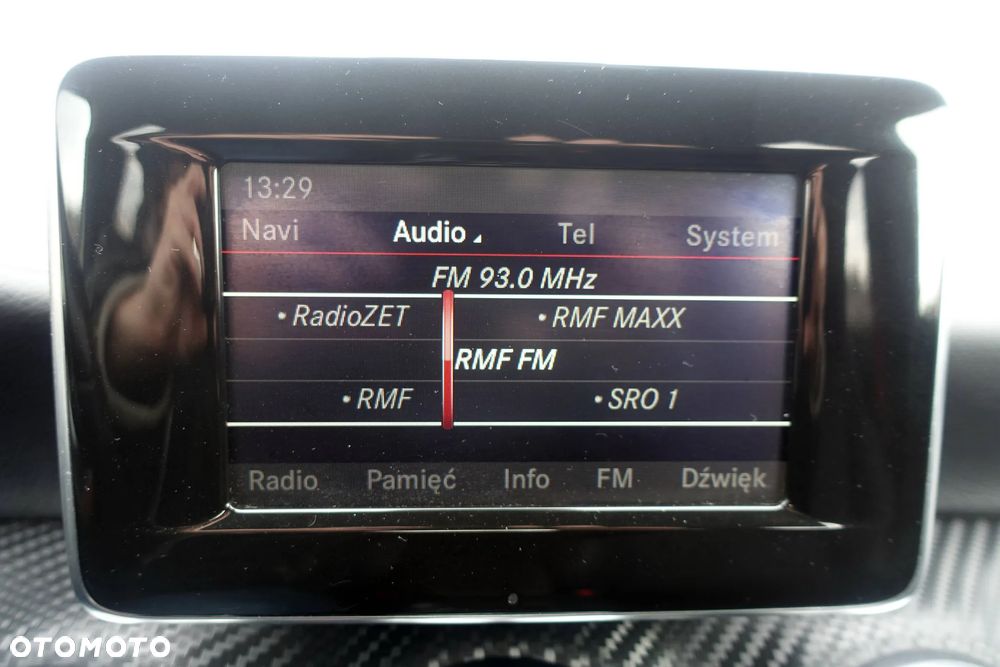 13:29
Navi Audio Tel System
FM 93.0 MHz
• RadioZET • RMF MAXX
RMF FM
• RMF • SRO 1
Radio Pamięć Info FM Dźwięk
OTOMOTO